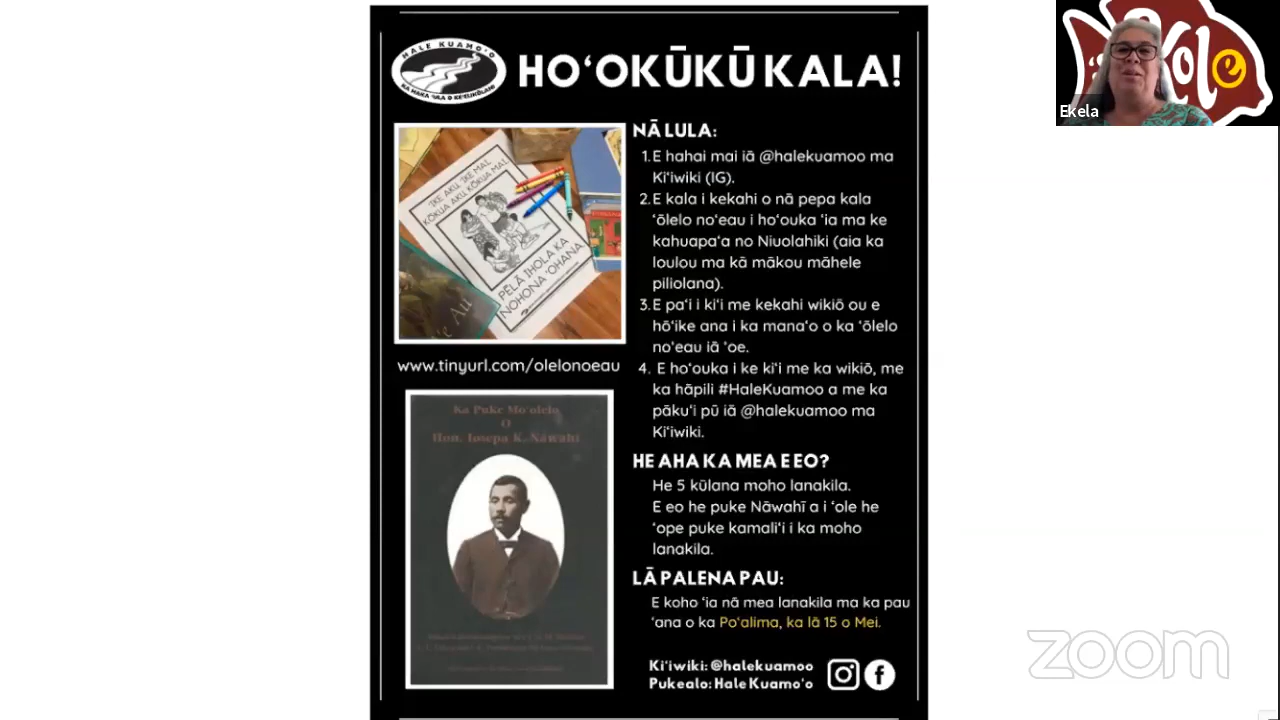 HALE KUAMOʻO
KA HAKA ʻULA O KEʻELIKŌLANI
HOʻOKŪKŪ KALA!
ʻIKE AKU, ʻIKE MAI,
KŌKUA AKU KŌKUA MAI,
PĒLĀ IHOLA KA
NOHONA ʻOHANA
www.tinyurl.com/olelonoeau
Ka Puke Moʻolelo
O
Hon. Iosepa K. Nāwahī
NĀ LULA:
1. E hahai mai iā @halekuamoo ma
Kiʻiwiki (IG).
2. E kala i kekahi o nā pepa kala
ʻōlelo noʻeau i hoʻouka ʻia ma ke
kahuapaʻa no Niuolahiki (aia ka
loulou ma kā mākou māhele
piliolana).
3. E paʻi i kiʻi me kekahi wikiō ou e
hōʻike ana i ka manaʻo o ka ʻōlelo
noʻeau iā ʻoe.
4. E hoʻouka i ke kiʻi me ka wikiō, me
ka hāpili #HaleKuamoo a me ka
pākuʻi pū iā @halekuamoo ma
Kiʻiwiki.
HE AHA KA MEA E EO?
He 5 kūlana moho lanakila.
E eo he puke Nāwahī a i ʻole he
ʻope puke kamaliʻi i ka moho
lanakila.
LĀ PALENA PAU:
E koho ʻia nā mea lanakila ma ka pau
ʻana o ka Poʻalima, ka lā 15 o Mei.
Kiʻiwiki: @halekuamoo
Pukealo: Hale Kuamoʻo
Ekela
zoom